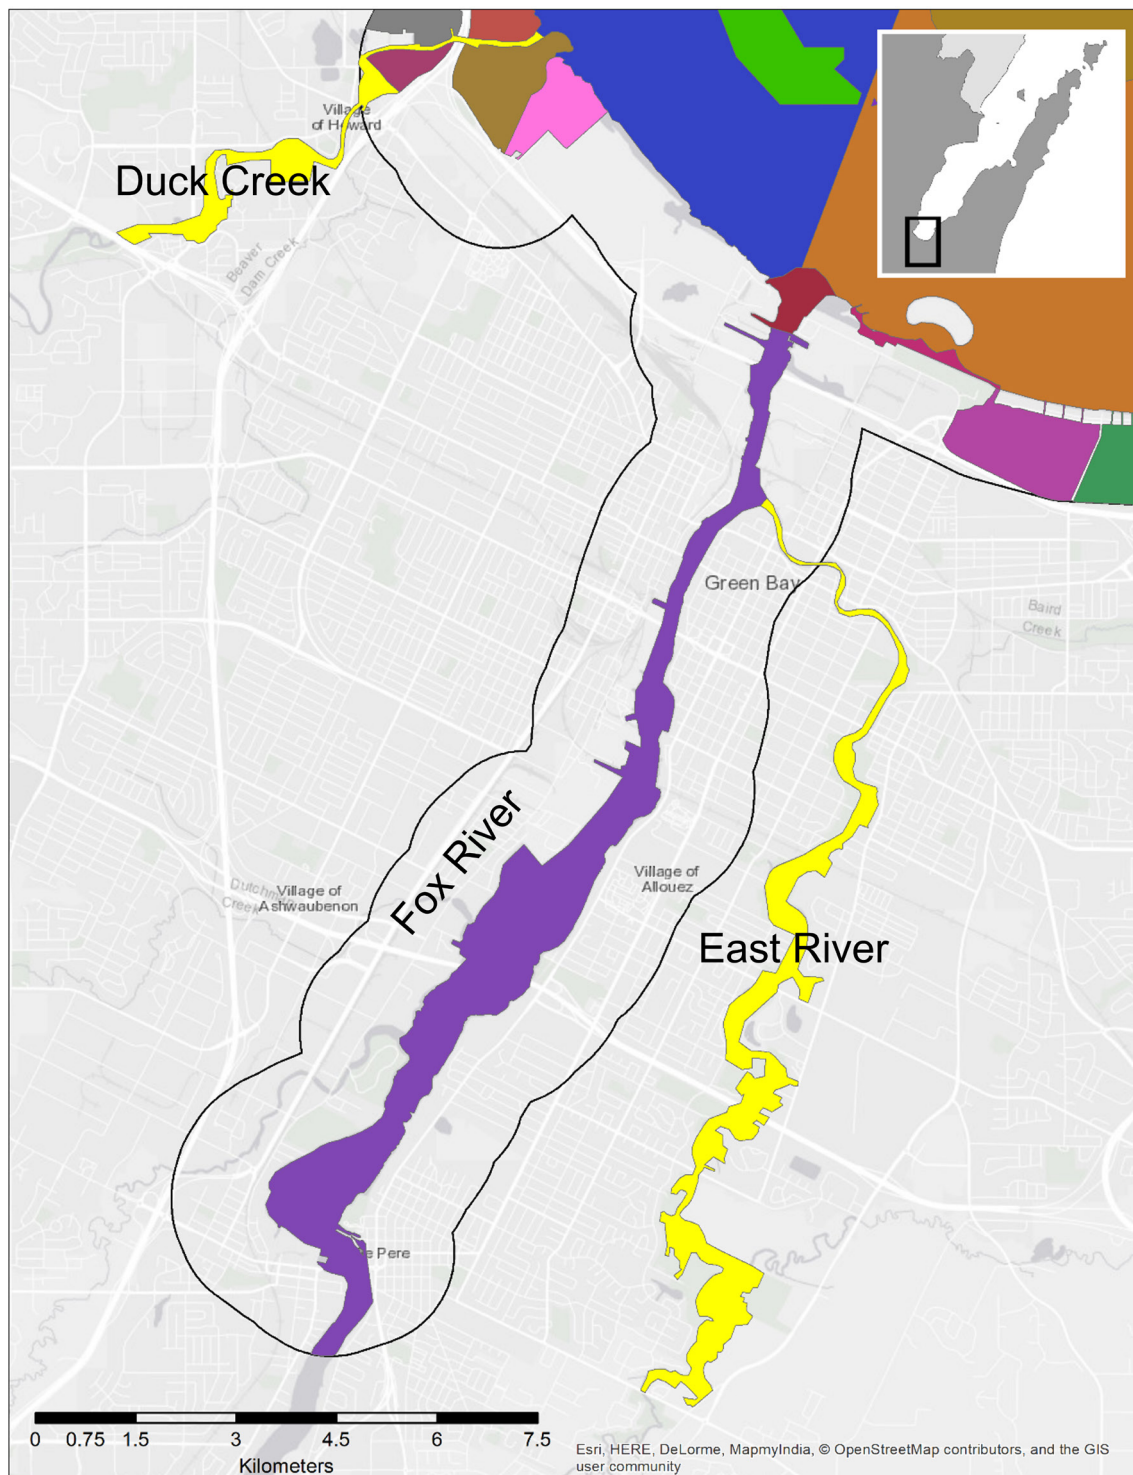 Village
of Howard
Duck Creek
Beaver
Dam Creek
Green Bay
Baird
Creek
Fox River
Village of
Allouez
Dutchman
Creek
Village of
Ashwaubenon
East River
e Pere
0 0.75 1.5 3 4.5 6 7.5
Kilometers
Esri, HERE, DeLorme, MapmyIndia, © OpenStreetMap contributors, and the GIS
user community